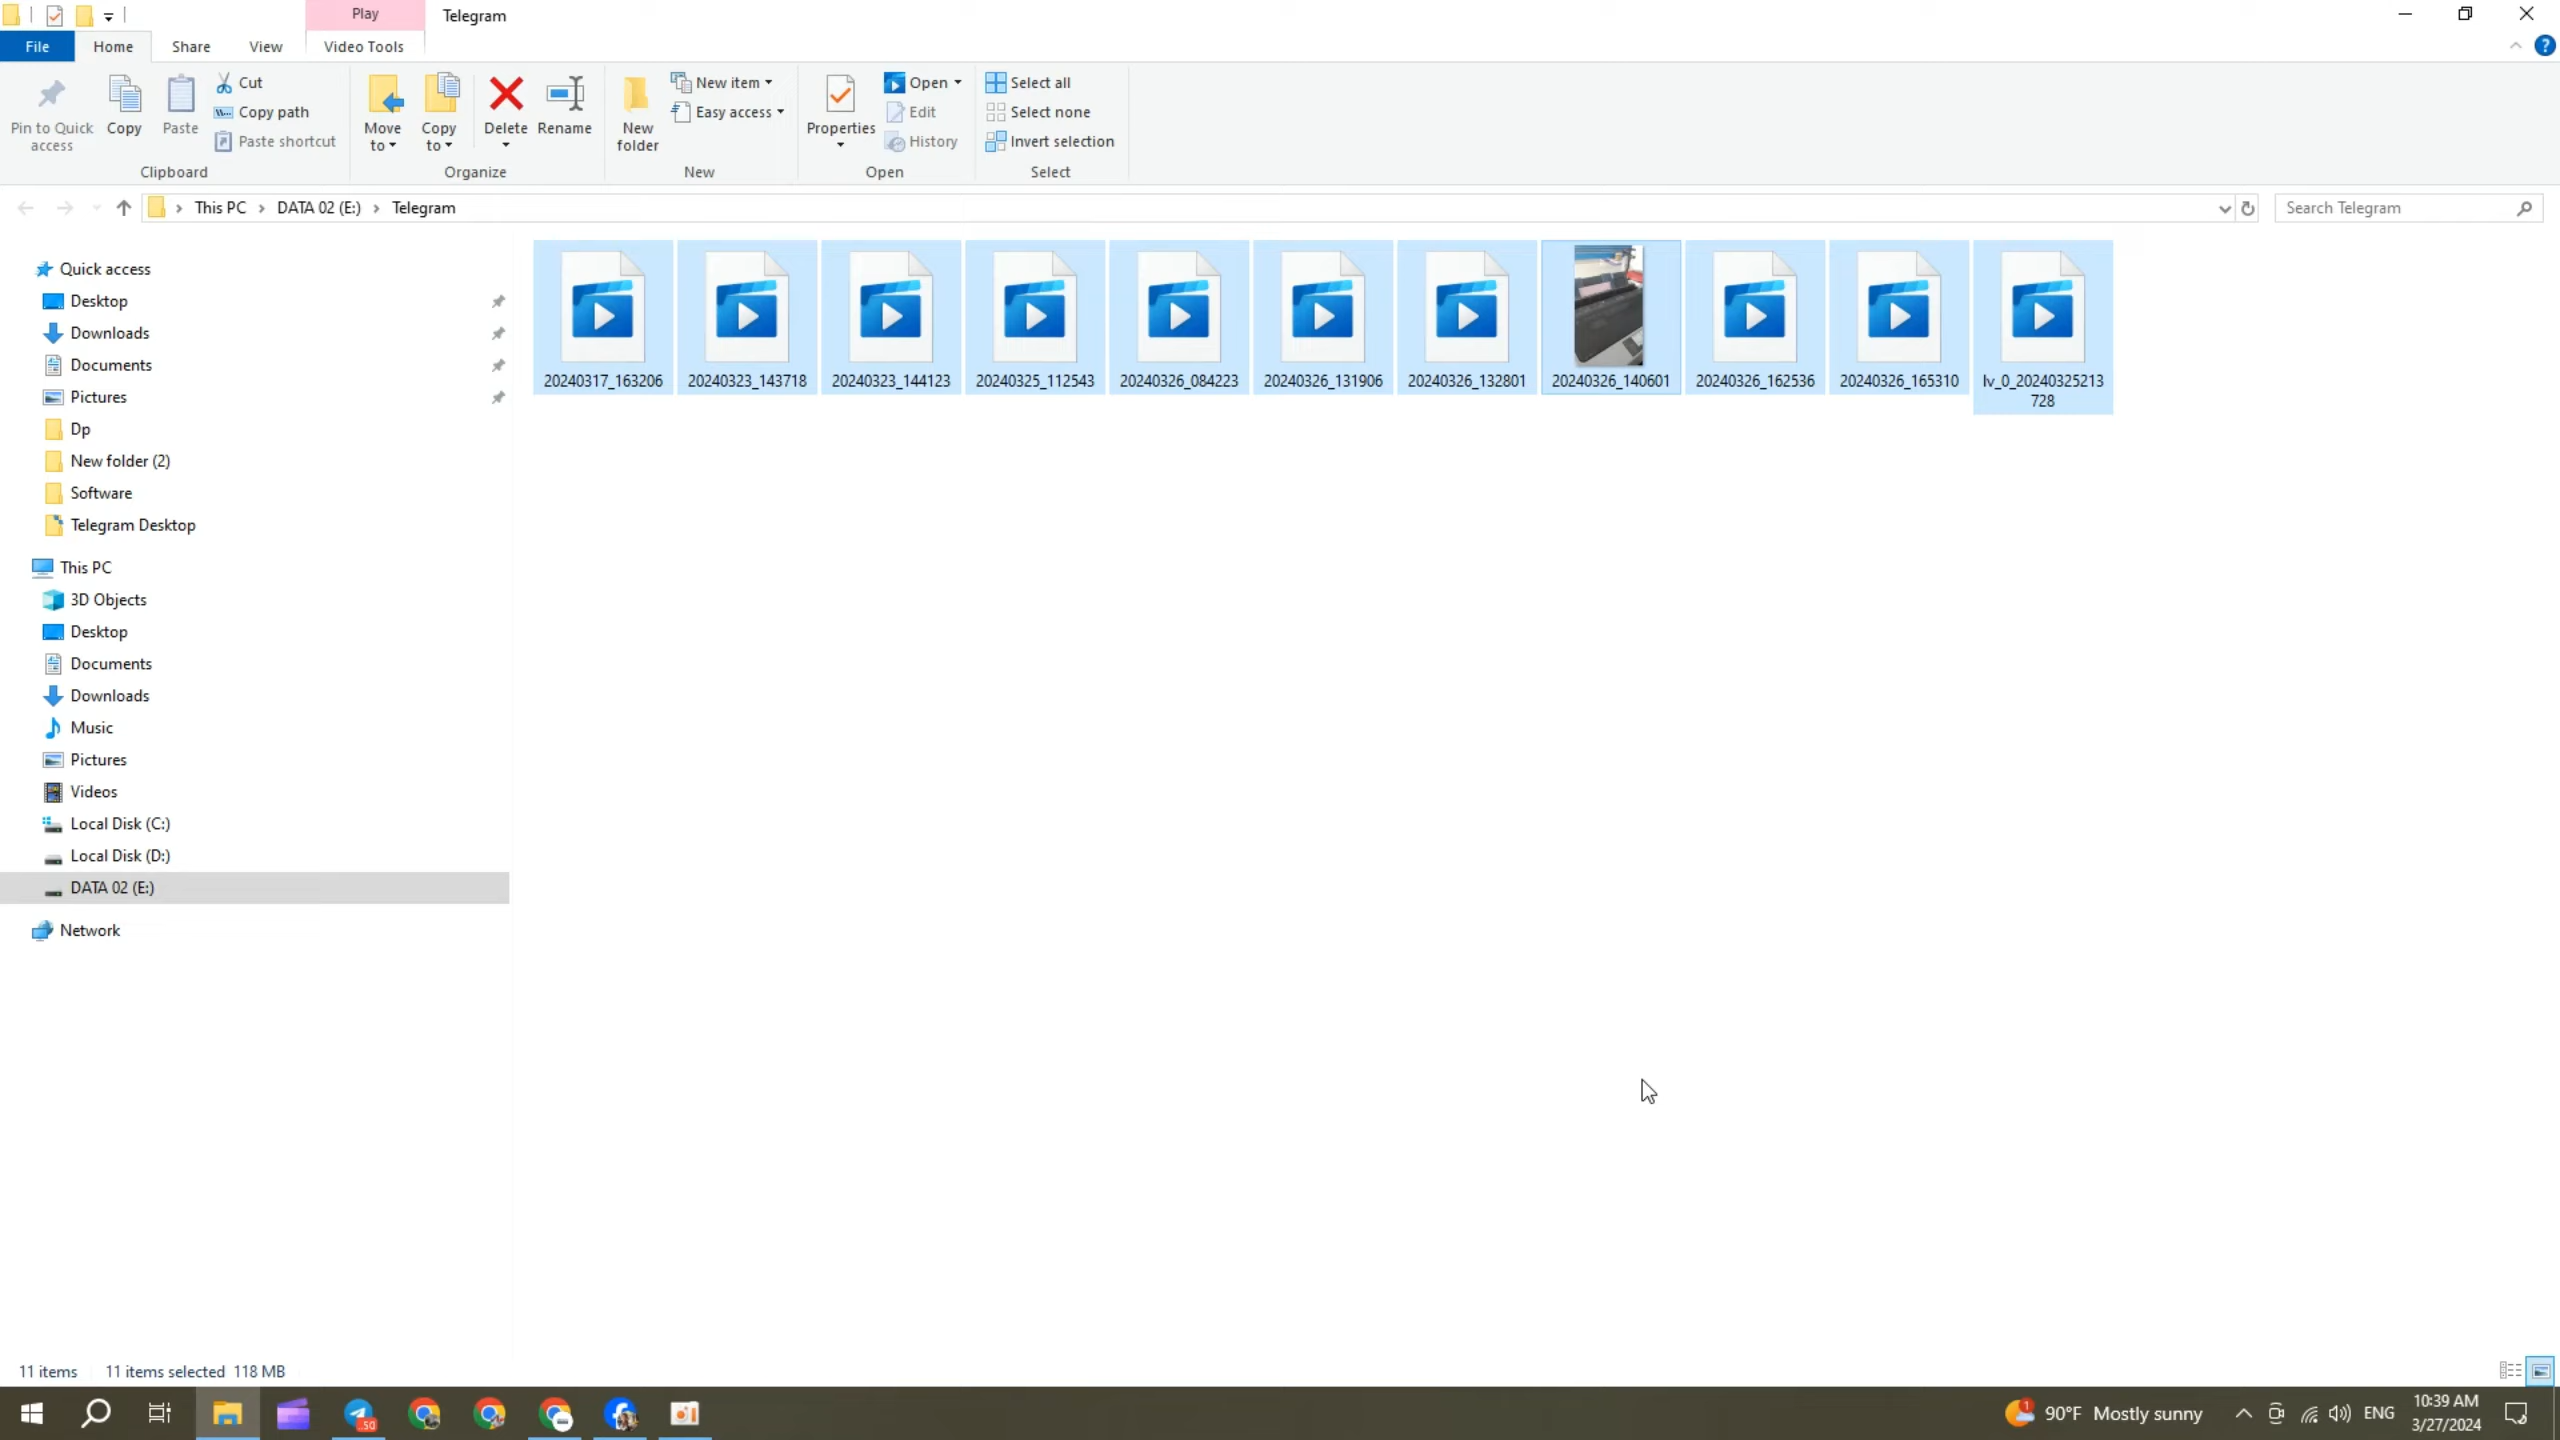 Play
Telegram
File
Home
Share
View
Video Tools
Pin to Quick access
Copy
Paste
Cut
Copy path
Paste shortcut
Clipboard
Move to
Copy to
Delete
Rename
Organize
New folder
New item
Easy access
New
Properties
Open
Edit
History
Open
Select all
Select none
Invert selection
Select
This PC
DATA 02 (E:)
Telegram
Search Telegram
Quick access
Desktop
Downloads
Documents
Pictures
Dp
New folder (2)
Software
Telegram Desktop
This PC
3D Objects
Desktop
Documents
Downloads
Music
Pictures
Videos
Local Disk (C:)
Local Disk (D:)
DATA 02 (E:)
Network
20240317_163206
20240323_143718
20240323_144123
20240325_112543
20240326_084223
20240326_131906
20240326_132801
20240326_140601
20240326_162536
20240326_165310
lv_0_20240325213
728
11 items
11 items selected 118 MB
50
1
90°F Mostly sunny
ENG
10:39 AM
3/27/2024